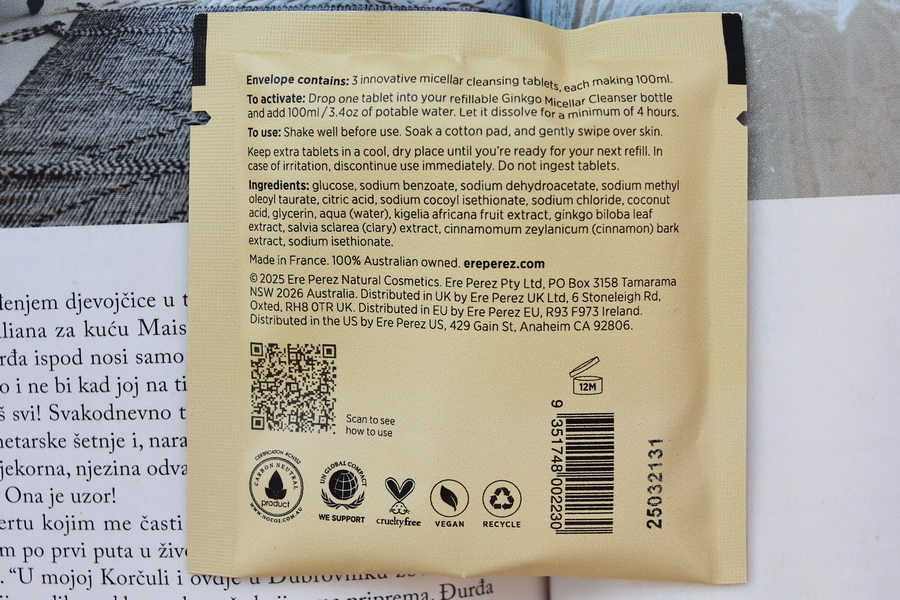 Envelope contains: 3 innovative micellar cleansing tablets, each making 100ml.
To activate: Drop one tablet into your refillable Ginkgo Micellar Cleanser bottle
and add 100ml/3.4oz of potable water. Let it dissolve for a minimum of 4 hours.
To use: Shake well before use. Soak a cotton pad, and gently swipe over skin.
Keep extra tablets in a cool, dry place until you're ready for your next refill. In
case of irritation, discontinue use immediately. Do not ingest tablets.
Ingredients: glucose, sodium benzoate, sodium dehydroacetate, sodium methyl
oleoyl taurate, citric acid, sodium cocoyl isethionate, sodium chloride, coconut
acid, glycerin, aqua (water), kigelia africana fruit extract, ginkgo biloba leaf
extract, salvia sclarea (clary) extract, cinnamomum zeylanicum (cinnamon) bark
extract, sodium isethionate.
Made in France. 100% Australian owned. ereperez.com
© 2025 Ere Perez Natural Cosmetics. Ere Perez Pty Ltd, PO Box 3158 Tamarama
NSW 2026 Australia. Distributed in UK by Ere Perez UK Ltd, 6 Stoneleigh Rd,
Oxted, RH8 0TR UK. Distributed in EU by Ere Perez EU, R93 F973 Ireland.
Distributed in the US by Ere Perez US, 429 Gain St, Anaheim CA 92806.
Scan to see
how to use
12M
9 351748 002230
25032131
CARBON NEUTRAL
product
WWW.NOCO2.COM.AU
UN GLOBAL COMPACT
WE SUPPORT
crueltyfree
VEGAN
RECYCLE
djevojčice u
za kuću Mais
ispod nosi samo
o i ne bi kad joj na
svi! Svakodnevno
šetnje i,
njezina
Ona je uzor!
kojim me časti
m po prvi puta u
"U mojoj Korčuli i ovdje u Dubrovniku
priprema. Đurđa